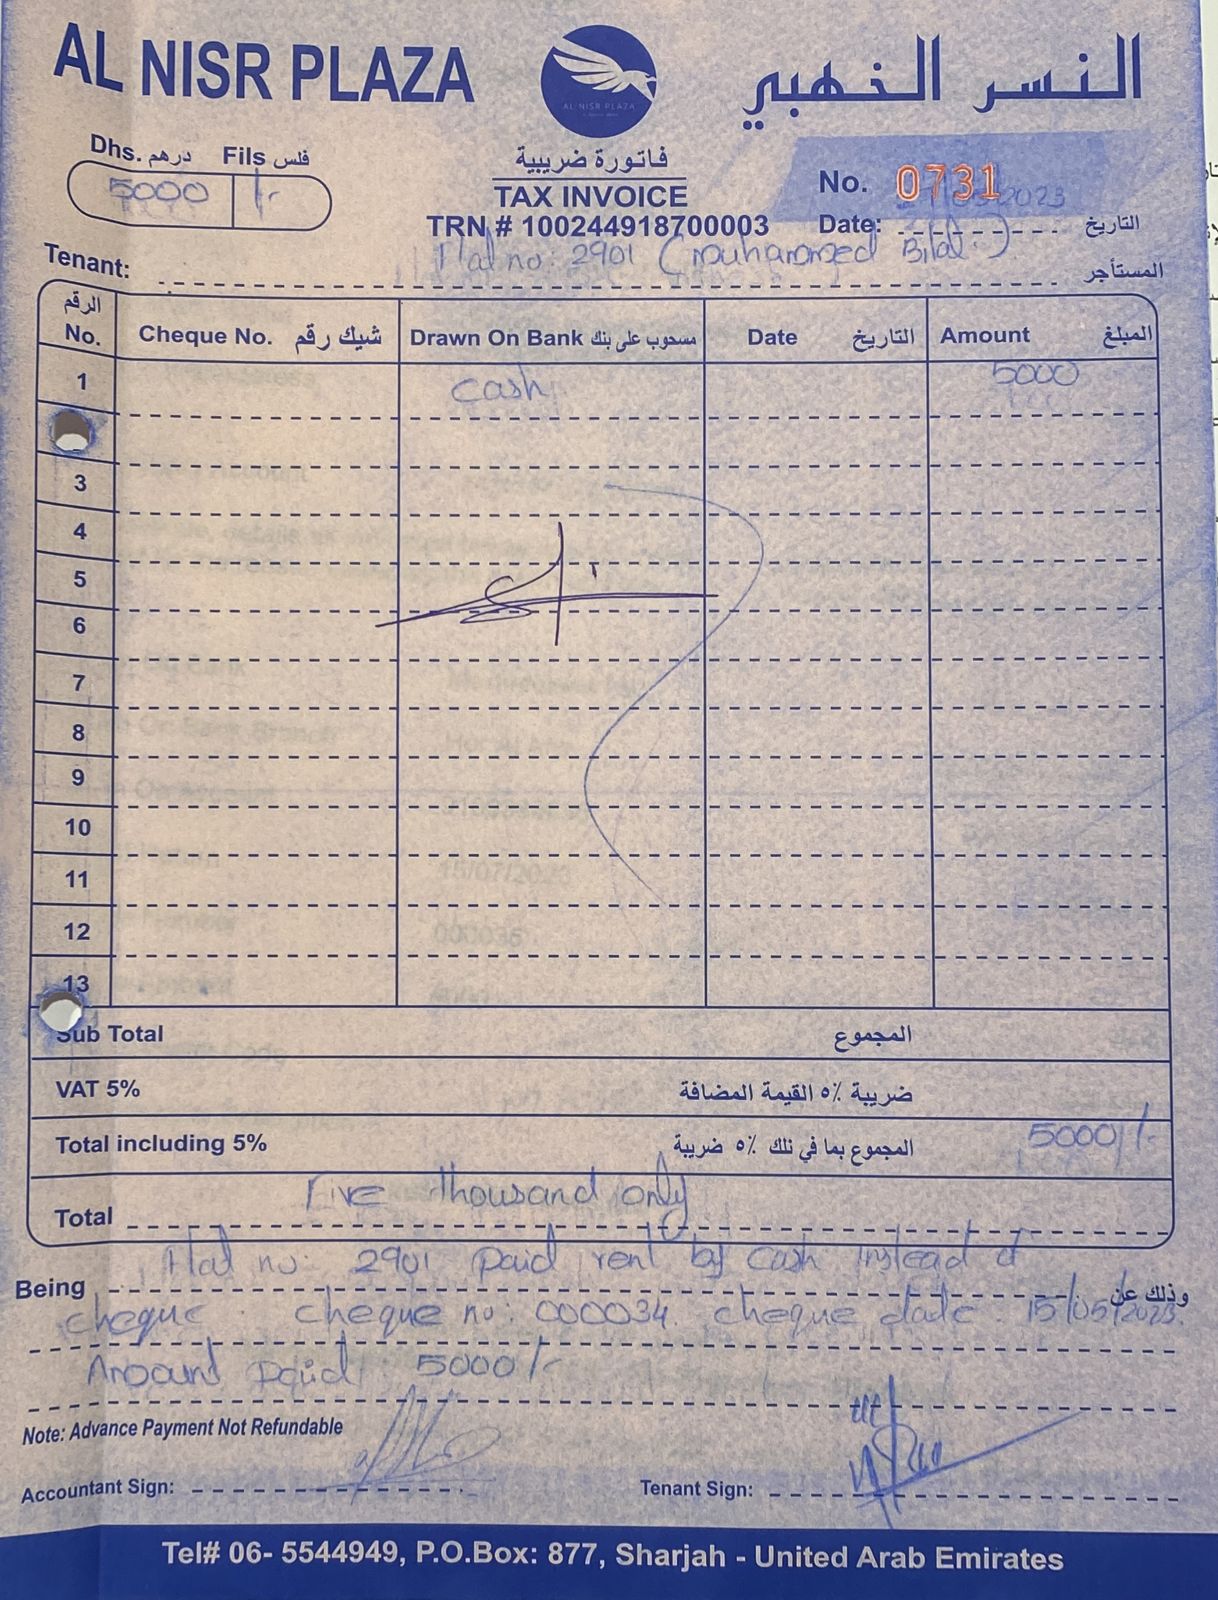 AL NISR PLAZA
النسر الخهبي
AL NISR PLAZA
Dhs. درهم Fils فلس
5000 /-
فاتورة ضريبية
TAX INVOICE
TRN # 100244918700003
No. 0731
Date: 2023 التاريخ
Tenant: Flat no: 2901 (Muhammed Bilal) المستأجر
الرقم No. Cheque No. شيك رقم Drawn On Bank مسحوب على بنك Date التاريخ Amount المبلغ
1 Cash 5000
3
4
5
6
7
8
9
10
11
12
13
Sub Total المجموع
VAT 5% ضريبة ٪٥ القيمة المضافة
Total including 5% المجموع بما في نلك ٪٥ ضريبة 5000/-
Total Five thousand only
Being Flat no: 2901 Paid rent by Cash instead of وذلك عن
cheque. cheque no: 000034 cheque date: 15/05/2023.
Amount paid: 5000/-
Note: Advance Payment Not Refundable
Accountant Sign: Tenant Sign:
Tel# 06- 5544949, P.O.Box: 877, Sharjah - United Arab Emirates